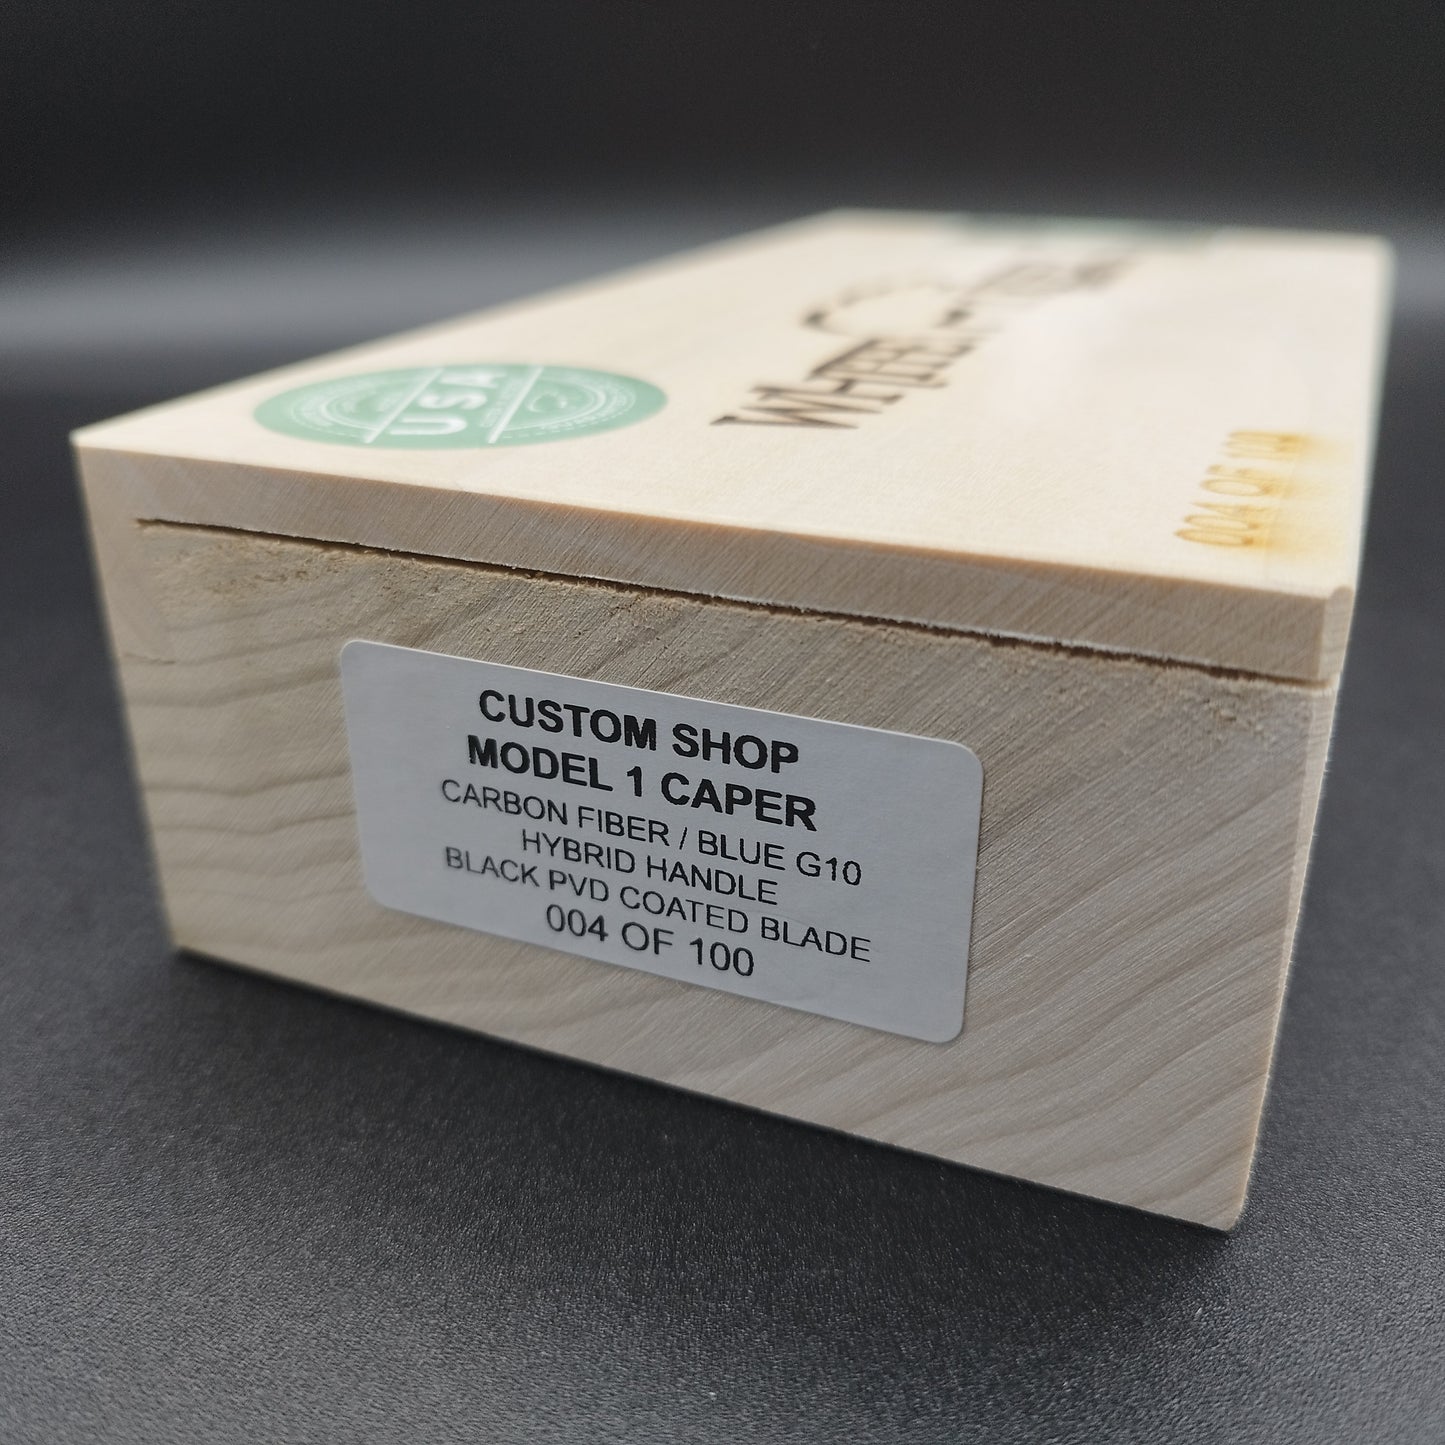 USA
004 OF 100
CUSTOM SHOP
MODEL 1 CAPER
CARBON FIBER / BLUE G10
HYBRID HANDLE
BLACK PVD COATED BLADE
004 OF 100